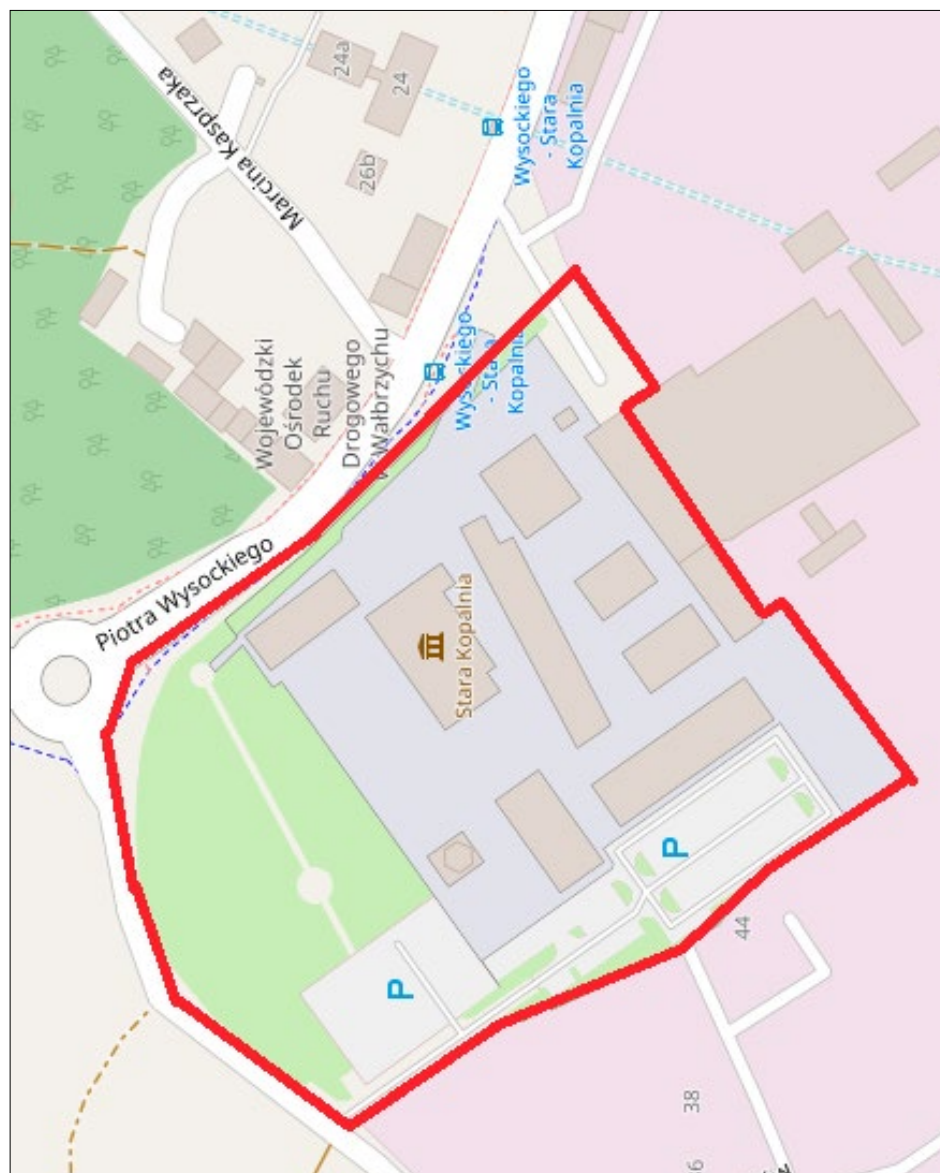 24a
24
26b
Marcina Kasprzaka
Wysockiego
- Stara
Kopalnia
Wojewódzki
Ośrodek
Ruchu
Drogowego
w Wałbrzychu
Wysockiego
- Stara
Kopalnia
Piotra Wysockiego
Stara Kopalnia
P
P
44
38